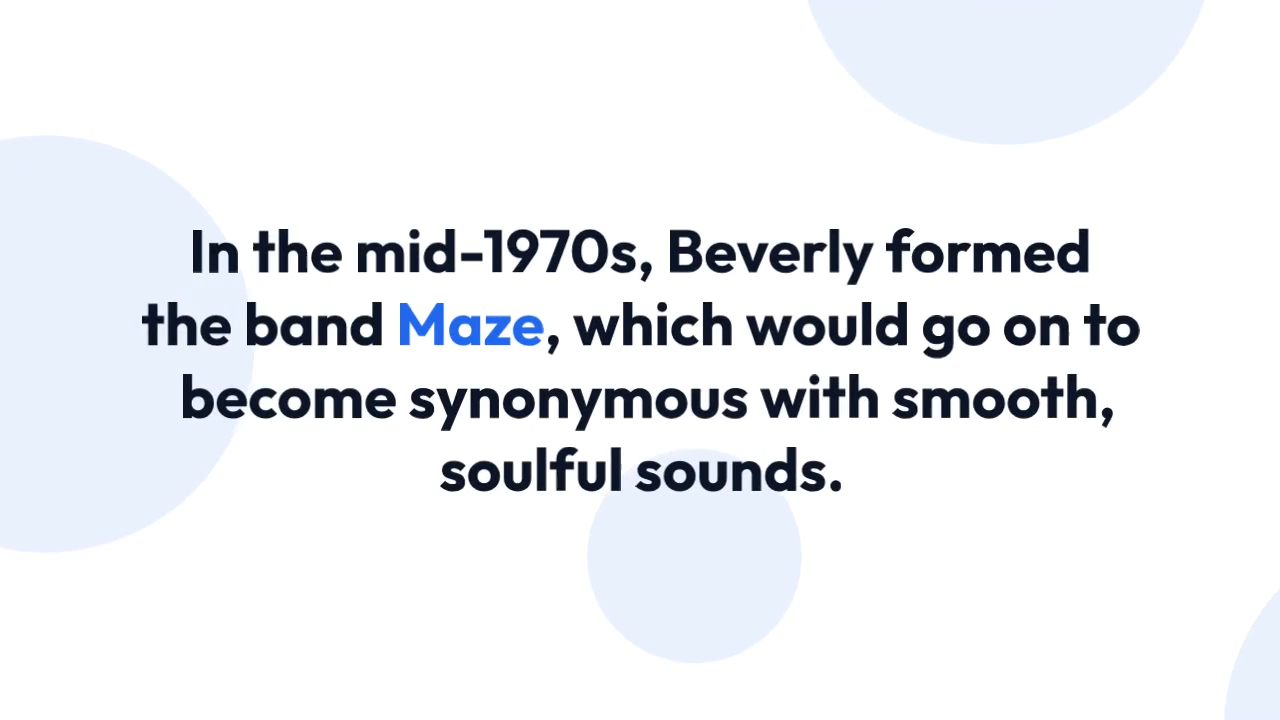 In the mid-1970s, Beverly formed
the band Maze, which would go on to
become synonymous with smooth,
soulful sounds.